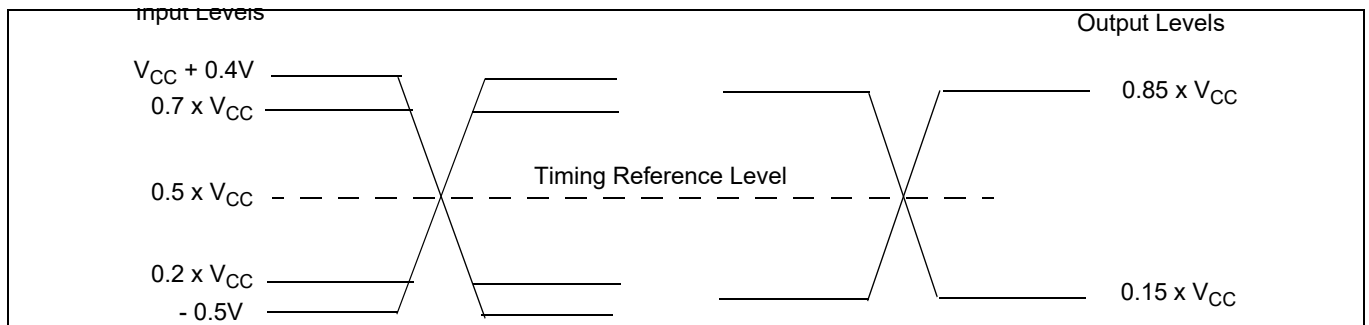 Input Levels
Output Levels
VCC + 0.4V
0.7 x VCC
0.85 x VCC
0.5 x VCC
Timing Reference Level
0.2 x VCC
0.15 x VCC
- 0.5V